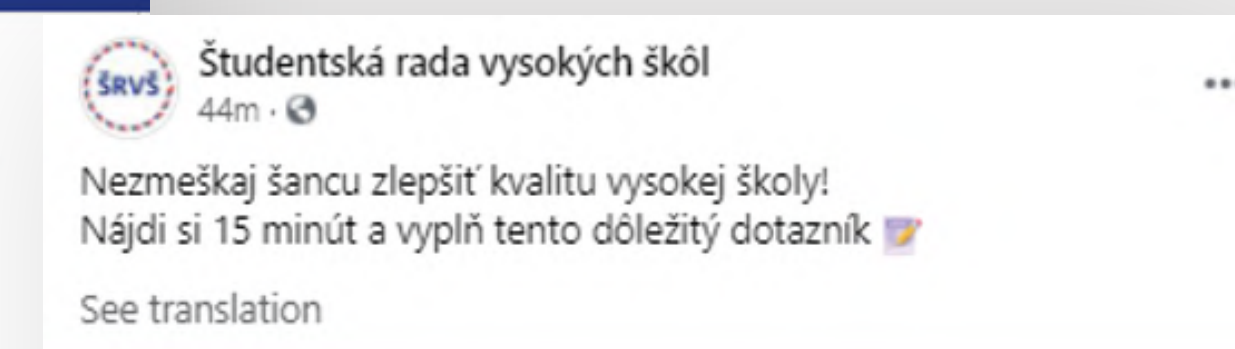 ŠRVŠ
Študentská rada vysokých škôl
44m ·
Nezmeškaj šancu zlepšiť kvalitu vysokej školy!
Nájdi si 15 minút a vyplň tento dôležitý dotazník 📝
See translation